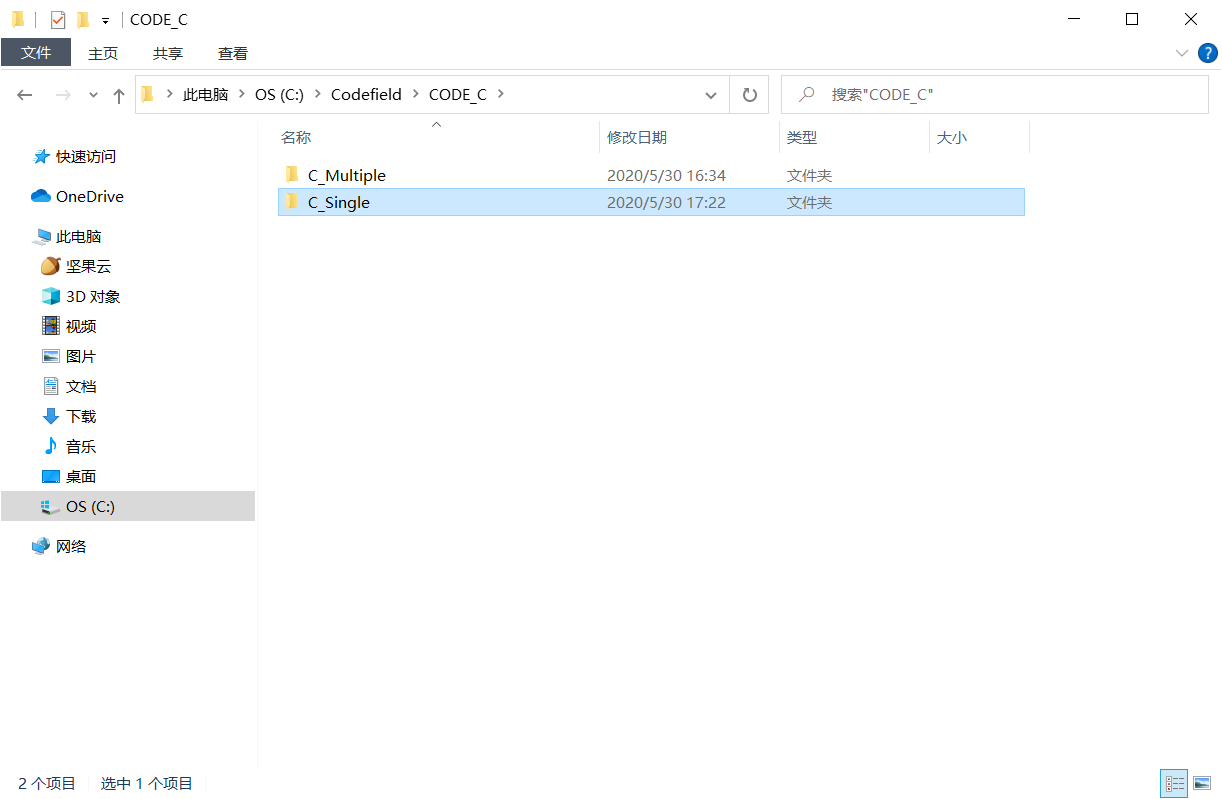 CODE_C
文件 主页 共享 查看
此电脑 OS (C:) Codefield CODE_C 搜索"CODE_C"
名称 修改日期 类型 大小
C_Multiple 2020/5/30 16:34 文件夹
C_Single 2020/5/30 17:22 文件夹
快速访问
OneDrive
此电脑
坚果云
3D 对象
视频
图片
文档
下载
音乐
桌面
OS (C:)
网络
2 个项目 选中 1 个项目